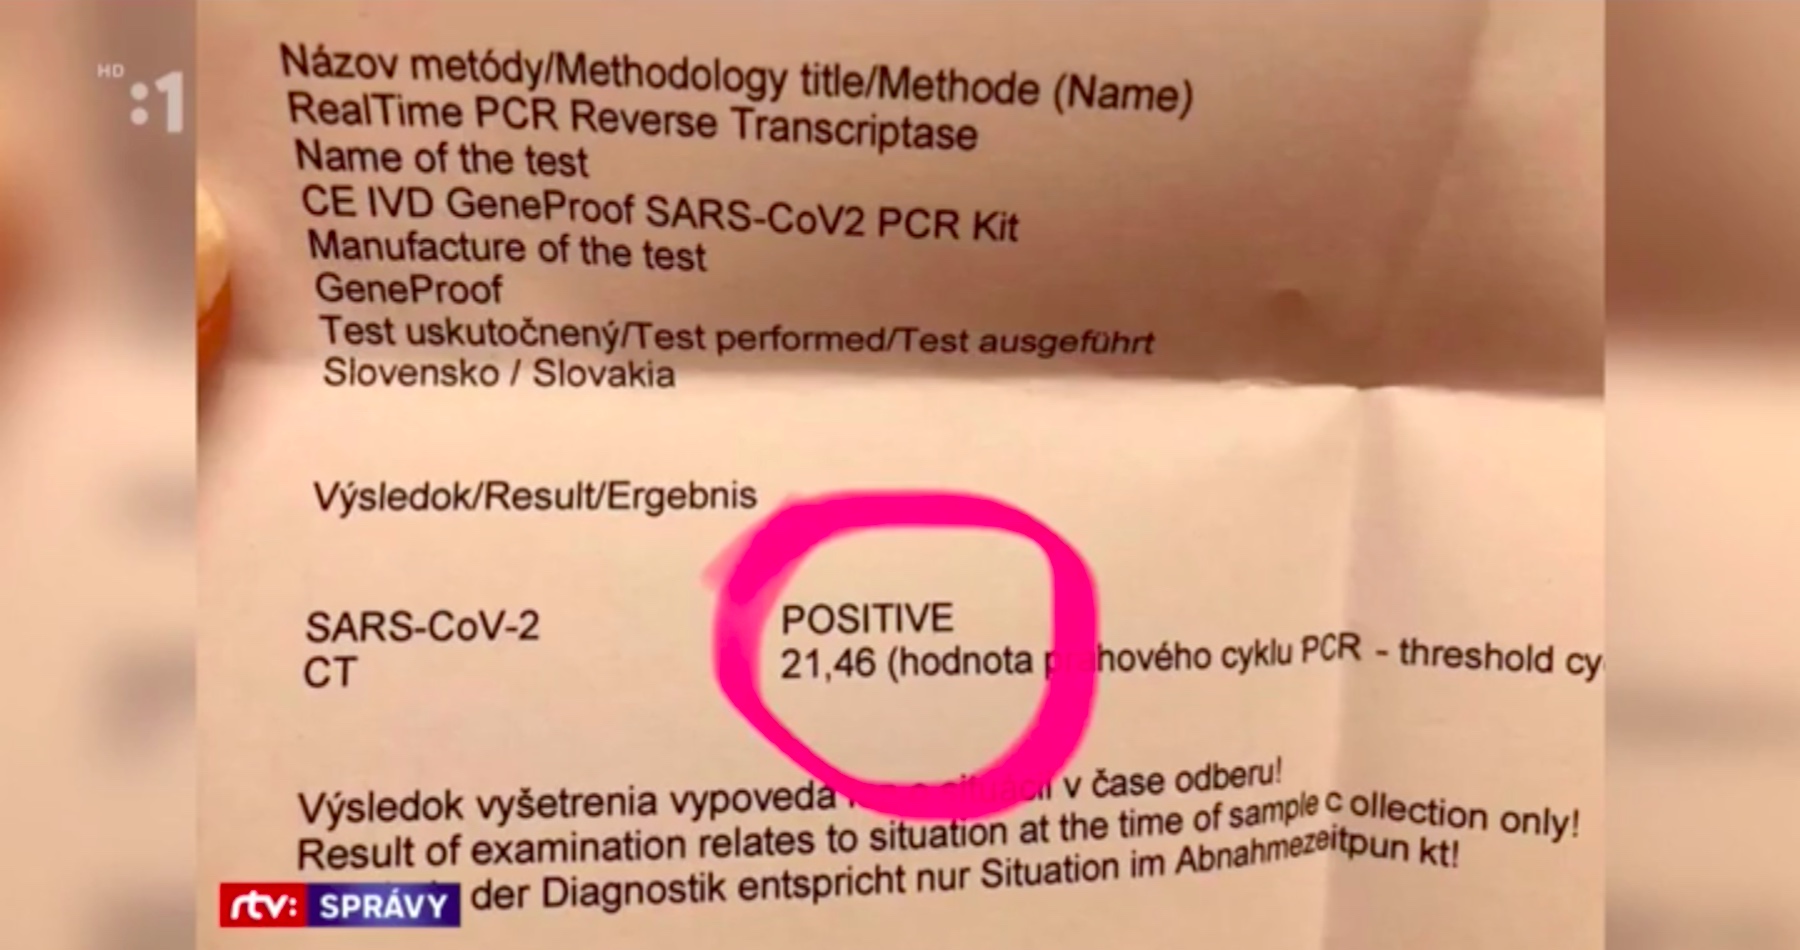 HD
:1
Názov metódy/Methodology title/Methode (Name)
RealTime PCR Reverse Transcriptase
Name of the test
CE IVD GeneProof SARS-CoV2 PCR Kit
Manufacture of the test
GeneProof
Test uskutočnený/Test performed/Test ausgeführt
Slovensko / Slovakia
Výsledok/Result/Ergebnis
SARS-CoV-2 POSITIVE
CT 21,46 (hodnota prahového cyklu PCR - threshold cy
Výsledok vyšetrenia vypovedá v čase odberu!
Result of examination relates to situation at the time of sample c ollection only!
der Diagnostik entspricht nur Situation im Abnahmezeitpun kt!
rtv: SPRÁVY